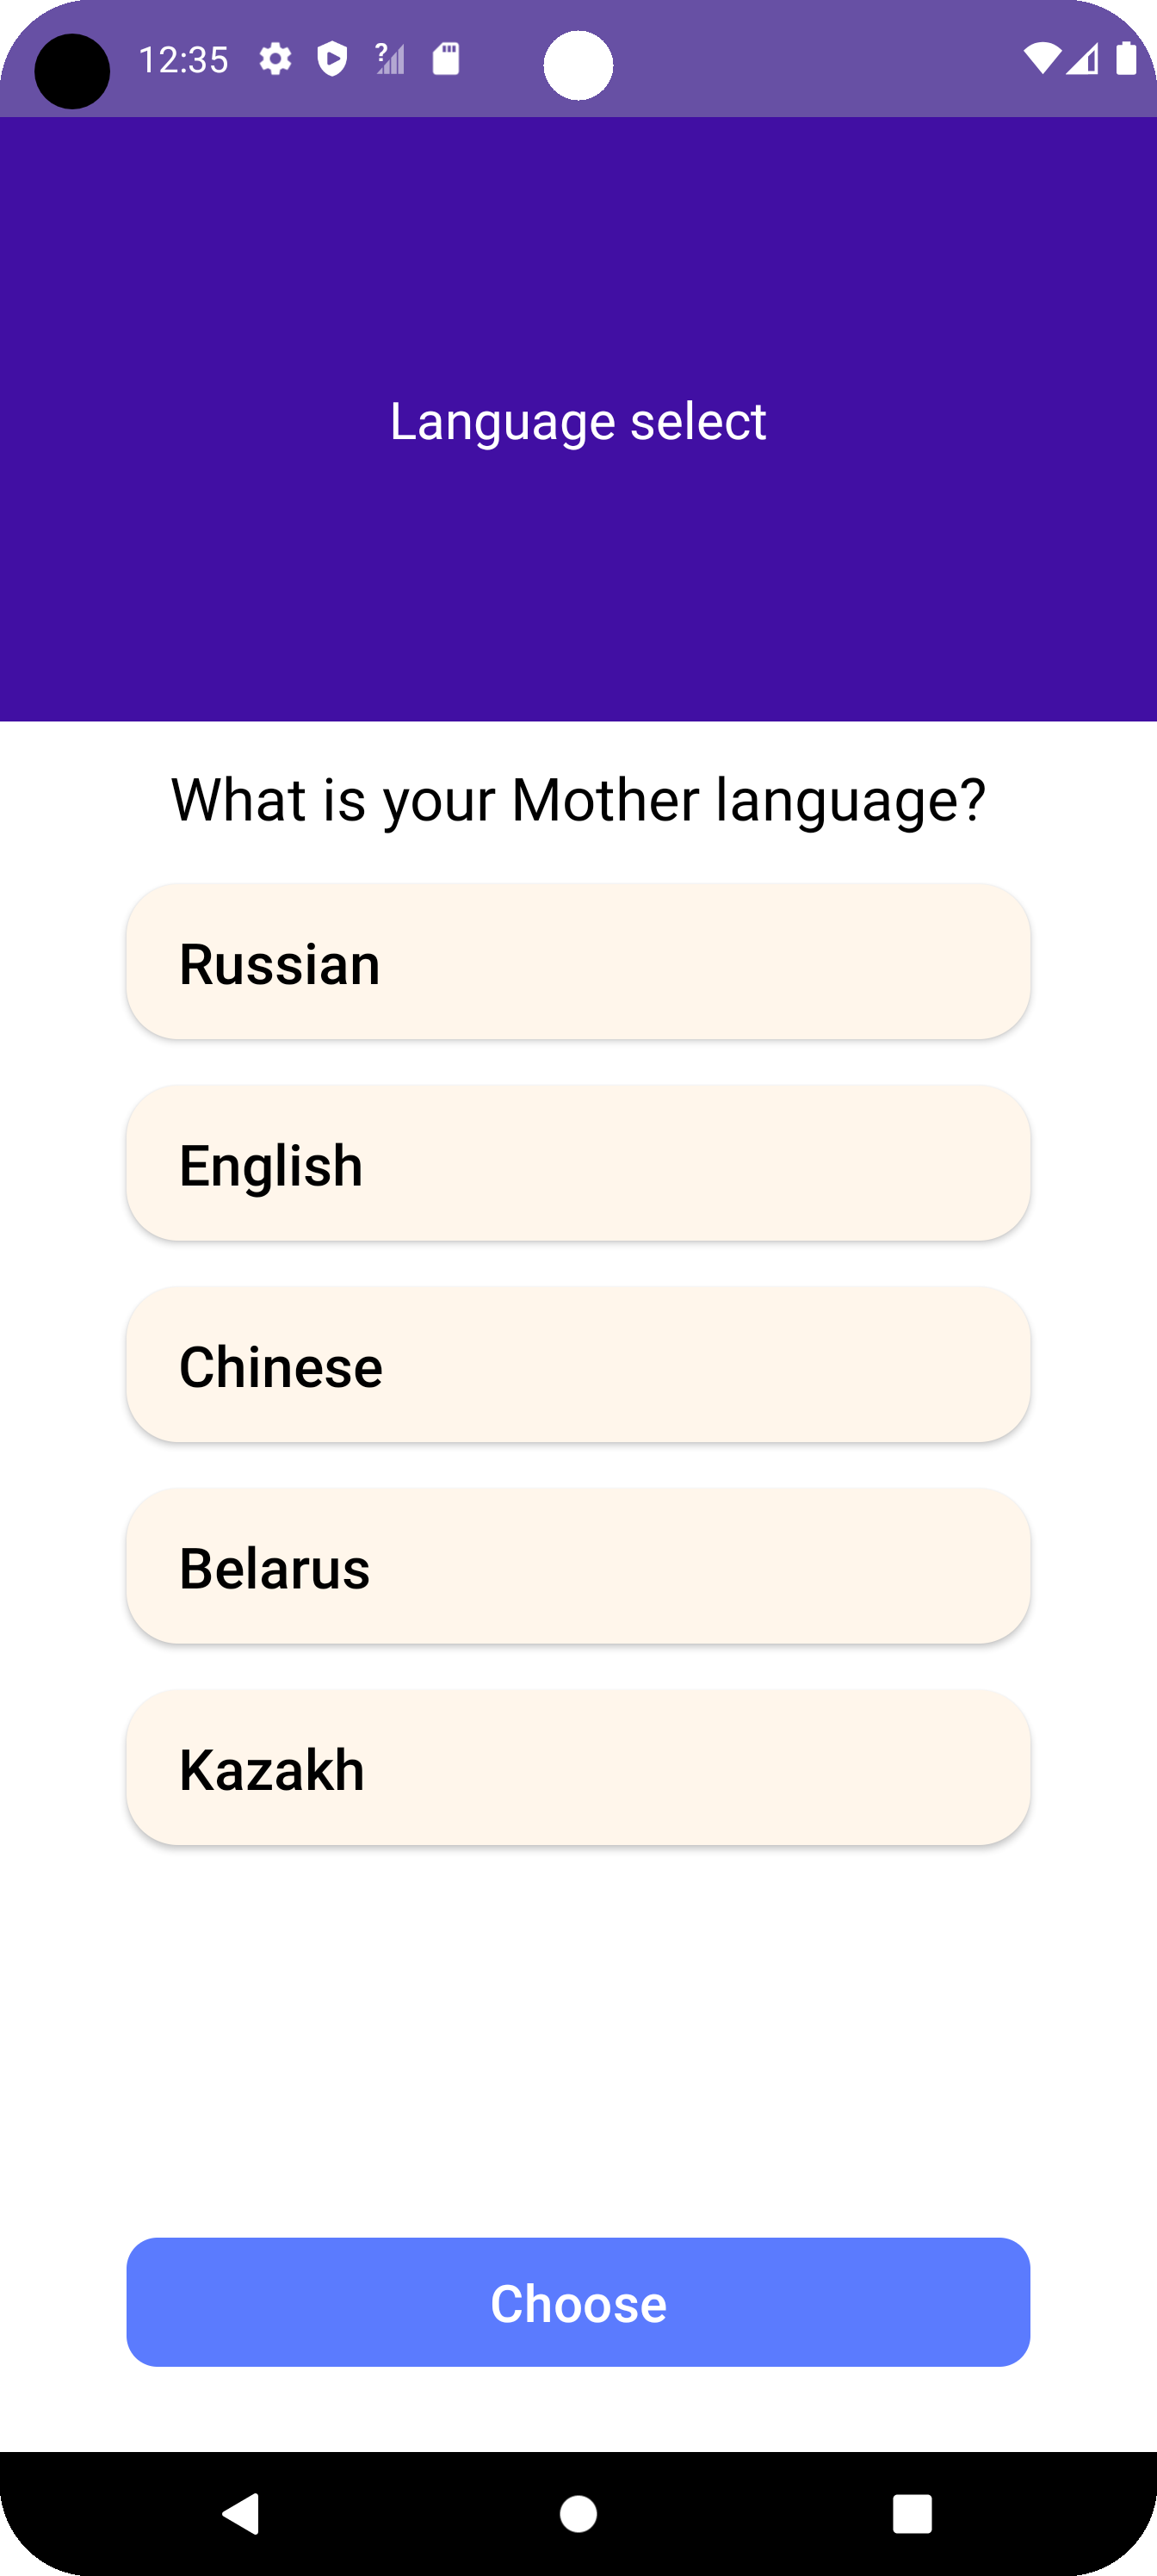 12:35
Language select
What is your Mother language?
Russian
English
Chinese
Belarus
Kazakh
Choose